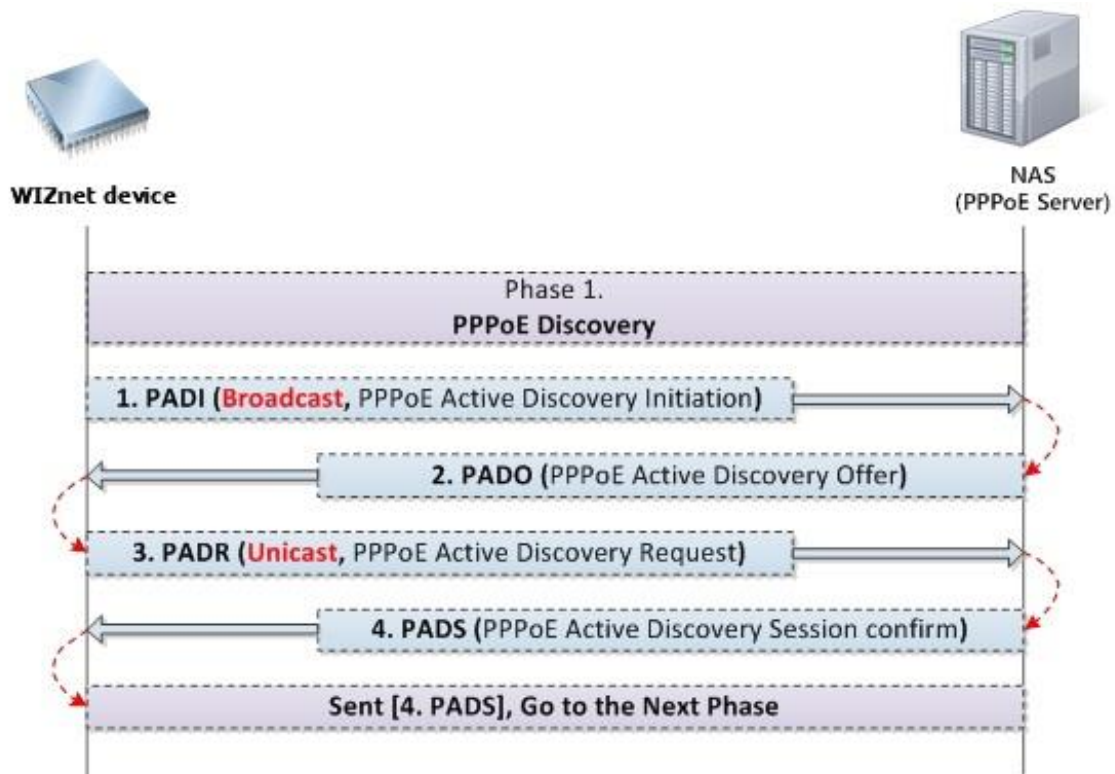 WIZnet device
NAS
(PPPoE Server)
Phase 1.
PPPoE Discovery
1. PADI (Broadcast, PPPoE Active Discovery Initiation)
2. PADO (PPPoE Active Discovery Offer)
3. PADR (Unicast, PPPoE Active Discovery Request)
4. PADS (PPPoE Active Discovery Session confirm)
Sent [4. PADS], Go to the Next Phase